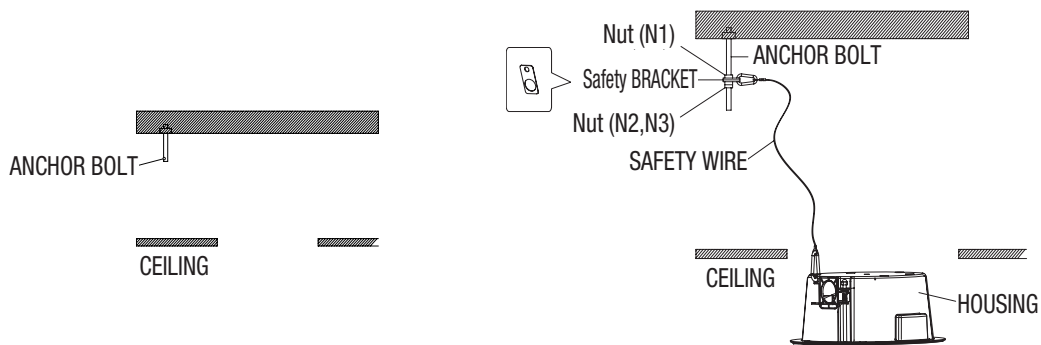 ANCHOR BOLT
CEILING
Nut (N1)
ANCHOR BOLT
Safety BRACKET
Nut (N2,N3)
SAFETY WIRE
CEILING
HOUSING